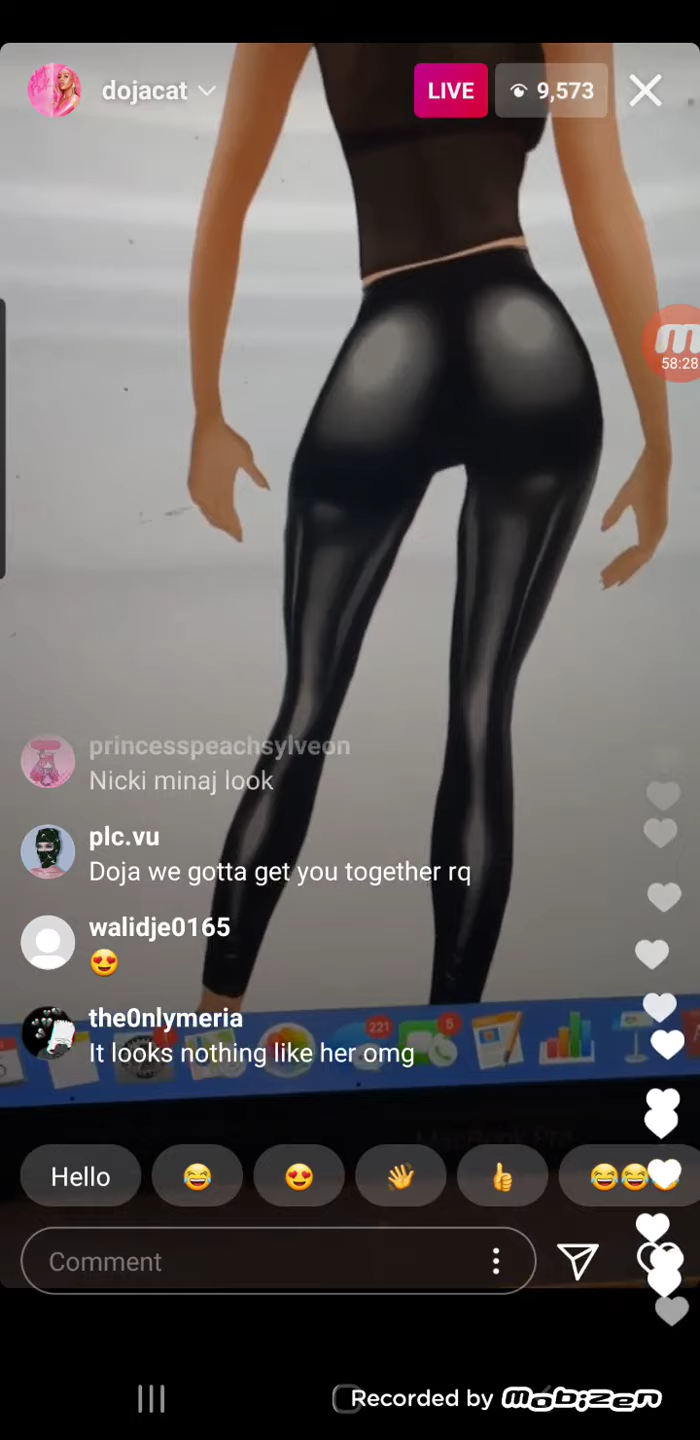 dojacat
LIVE
9,573
58:28
princesspeachsylveon
Nicki minaj look
plc.vu
Doja we gotta get you together rq
walidje0165
😍
the0nlymeria
It looks nothing like her omg
221
5
Hello
😂
😍
👋
👍
😂😂
Comment
Recorded by Mobizen